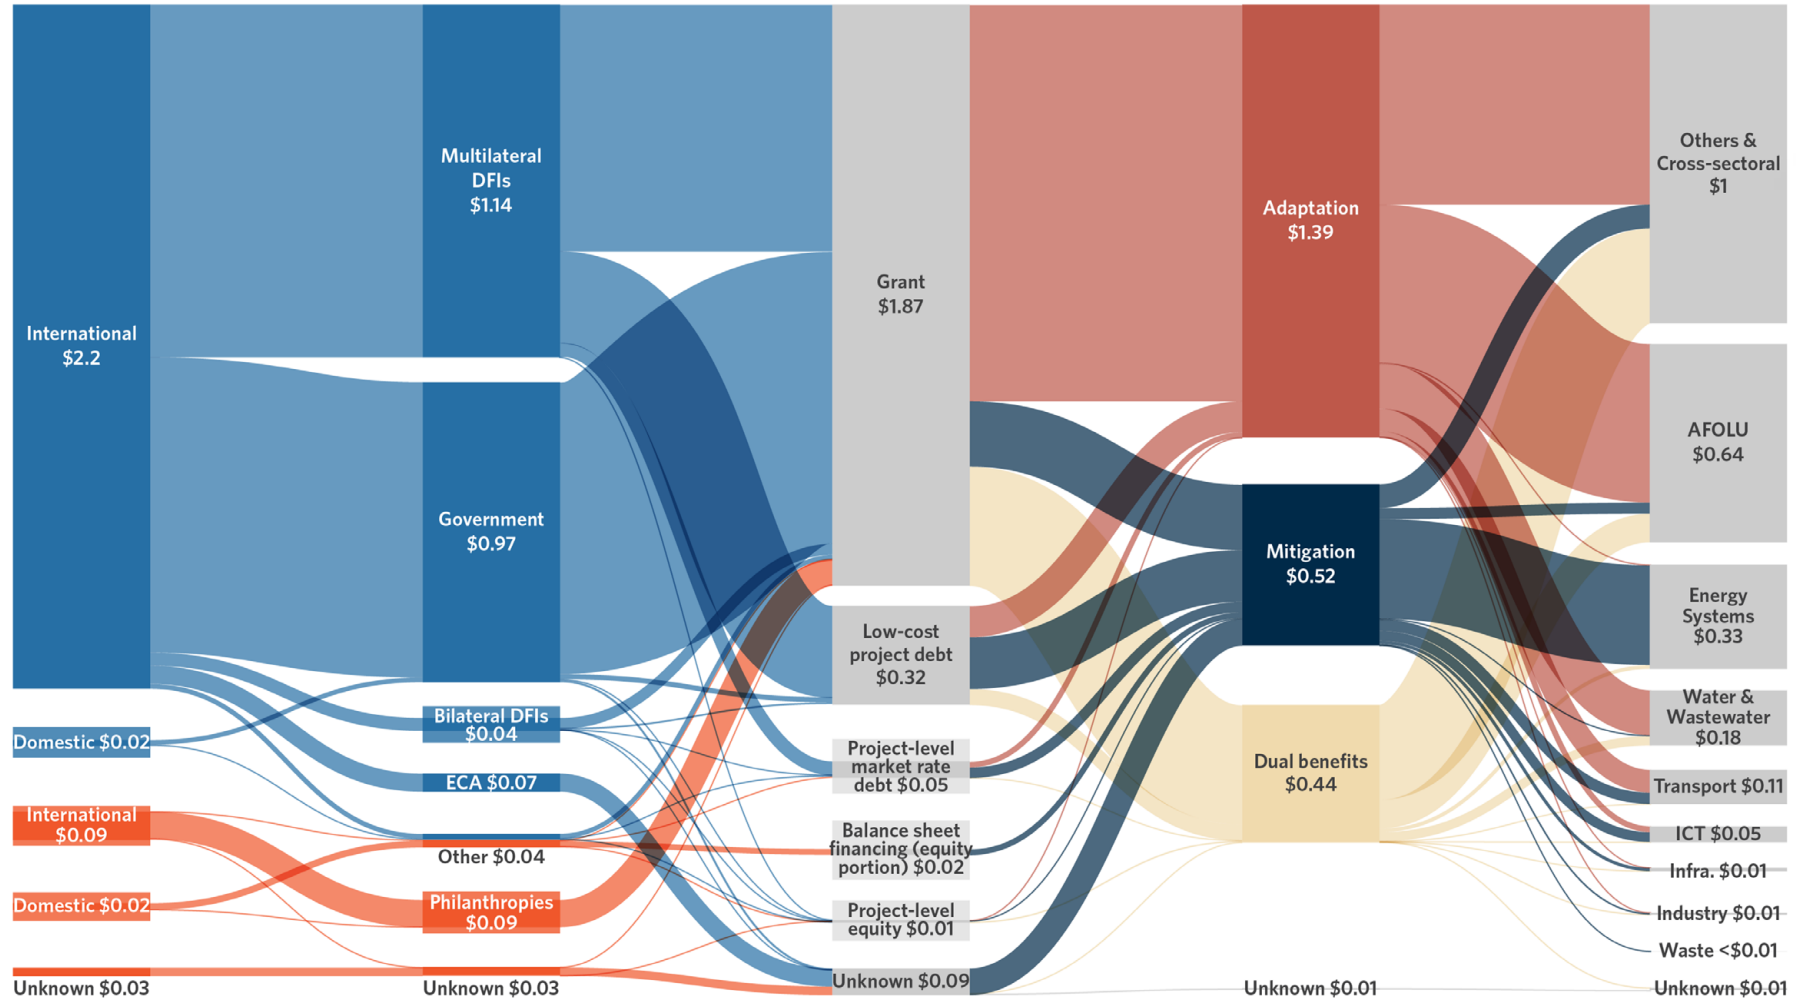 International
$2.2
Domestic $0.02
International
$0.09
Domestic $0.02
Unknown $0.03
Multilateral
DFIs
$1.14
Government
$0.97
Bilateral DFIs
$0.04
ECA $0.07
Other $0.04
Philanthropies
$0.09
Unknown $0.03
Grant
$1.87
Low-cost
project debt
$0.32
Project-level
market rate
debt $0.05
Balance sheet
financing (equity
portion) $0.02
Project-level
equity $0.01
Unknown $0.09
Adaptation
$1.39
Mitigation
$0.52
Dual benefits
$0.44
Unknown $0.01
Others &
Cross-sectoral
$1
AFOLU
$0.64
Energy
Systems
$0.33
Water &
Wastewater
$0.18
Transport $0.11
ICT $0.05
Infra. $0.01
Industry $0.01
Waste <$0.01
Unknown $0.01